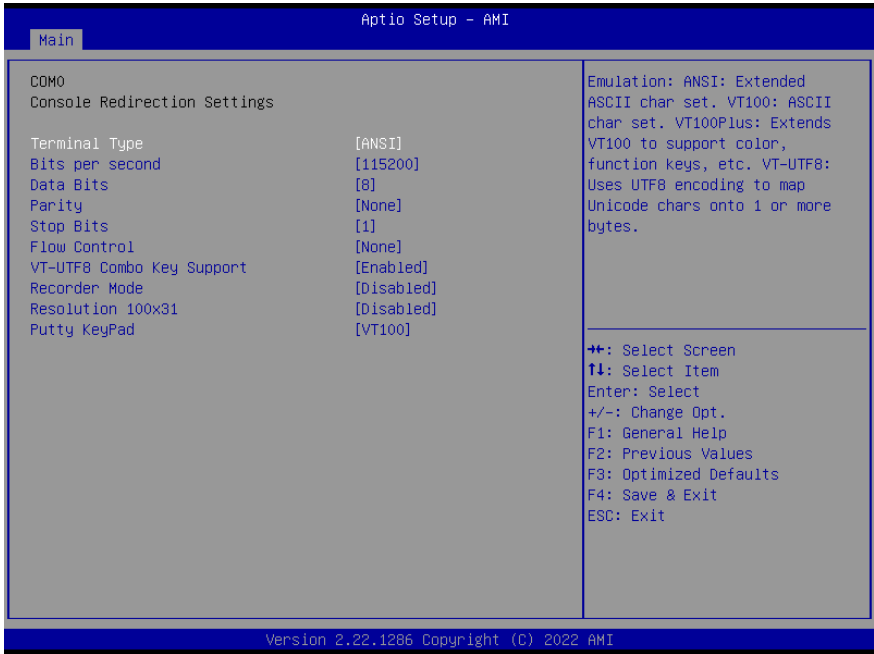 Aptio Setup – AMI
Main
COM0
Console Redirection Settings
Terminal Type [ANSI]
Bits per second [115200]
Data Bits [8]
Parity [None]
Stop Bits [1]
Flow Control [None]
VT-UTF8 Combo Key Support [Enabled]
Recorder Mode [Disabled]
Resolution 100x31 [Disabled]
Putty KeyPad [VT100]
Emulation: ANSI: Extended
ASCII char set. VT100: ASCII
char set. VT100Plus: Extends
VT100 to support color,
function keys, etc. VT-UTF8:
Uses UTF8 encoding to map
Unicode chars onto 1 or more
bytes.
→←: Select Screen
↑↓: Select Item
Enter: Select
+/-: Change Opt.
F1: General Help
F2: Previous Values
F3: Optimized Defaults
F4: Save & Exit
ESC: Exit
Version 2.22.1286 Copyright (C) 2022 AMI